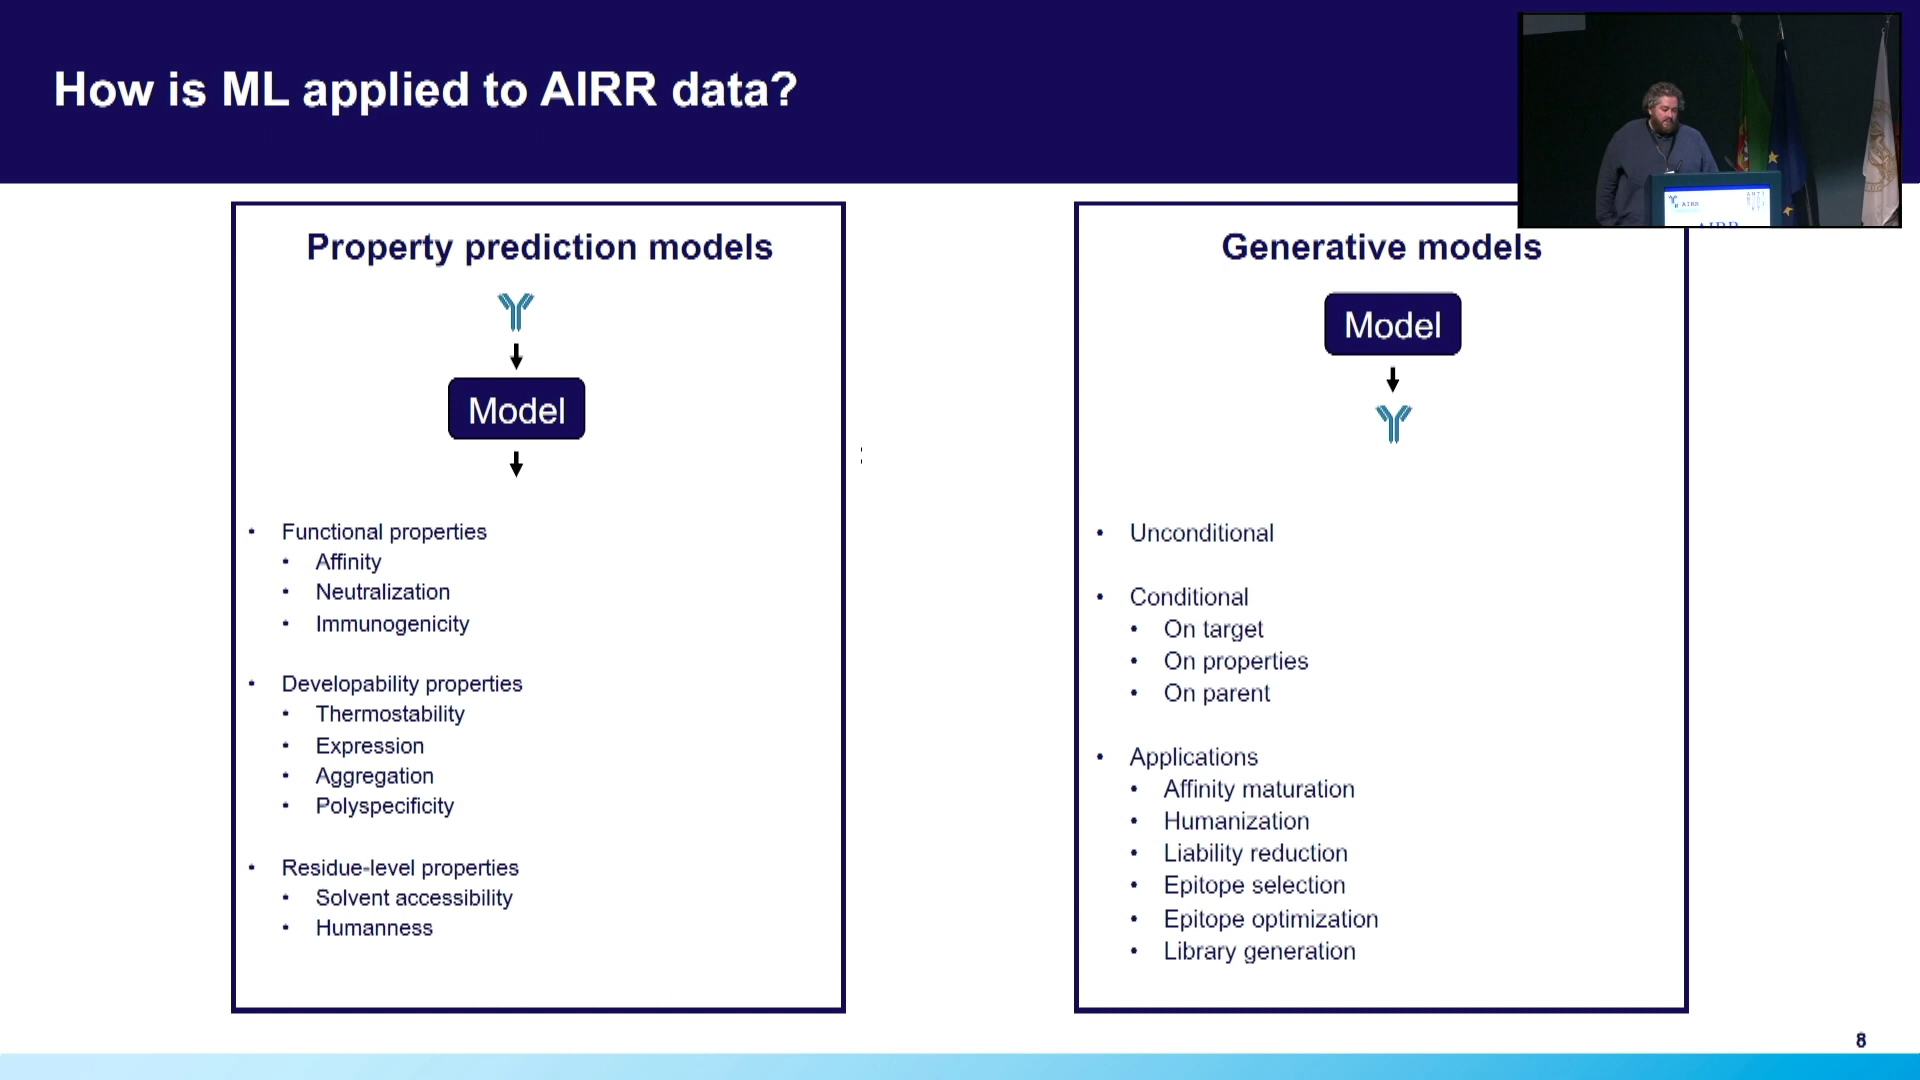 How is ML applied to AIRR data?
Property prediction models
Model
• Functional properties
• Affinity
• Neutralization
• Immunogenicity
• Developability properties
• Thermostability
• Expression
• Aggregation
• Polyspecificity
• Residue-level properties
• Solvent accessibility
• Humanness
Generative models
Model
• Unconditional
• Conditional
• On target
• On properties
• On parent
• Applications
• Affinity maturation
• Humanization
• Liability reduction
• Epitope selection
• Epitope optimization
• Library generation
AIRR
AIRR
8